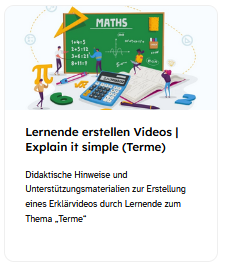 MATHS
Lernende erstellen Videos |
Explain it simple (Terme)
Didaktische Hinweise und
Unterstützungsmaterialien zur Erstellung
eines Erklärvideos durch Lernende zum
Thema „Terme“